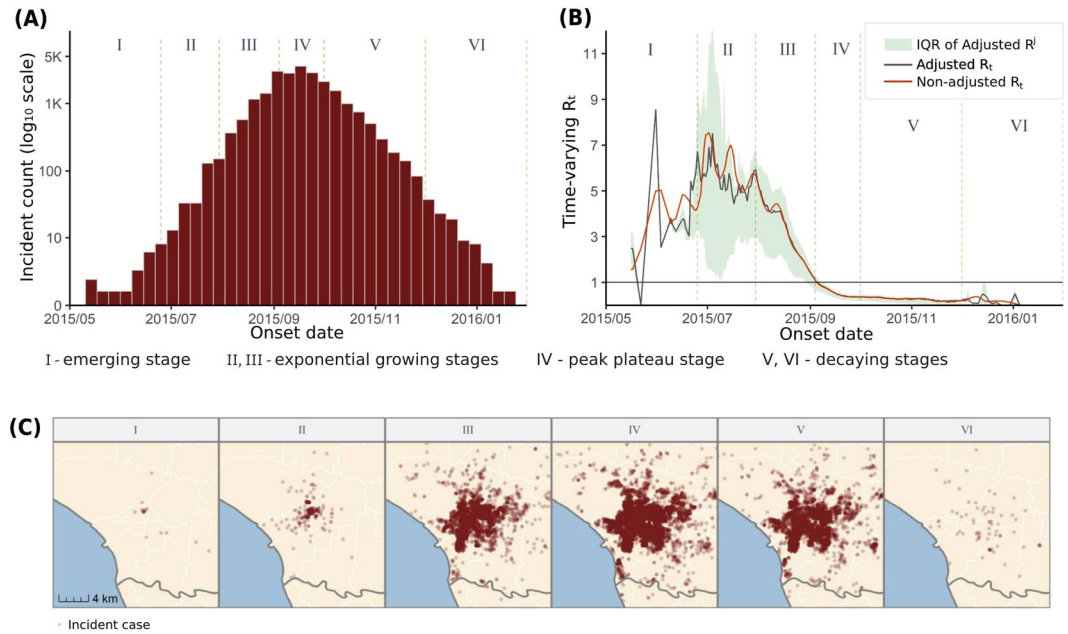 (A)
I II III IV V VI
Incident count (log10 scale)
5K
1K
100
10
0
2015/05 2015/07 2015/09 2015/11 2016/01
Onset date
(B)
I II III IV
V VI
IQR of Adjusted Rj
Adjusted Rt
Non-adjusted Rt
Time-varying Rt
11
9
7
5
3
1
2015/05 2015/07 2015/09 2015/11 2016/01
Onset date
I - emerging stage II, III - exponential growing stages IV - peak plateau stage V, VI - decaying stages
(C)
I II III IV V VI
4 km
Incident case